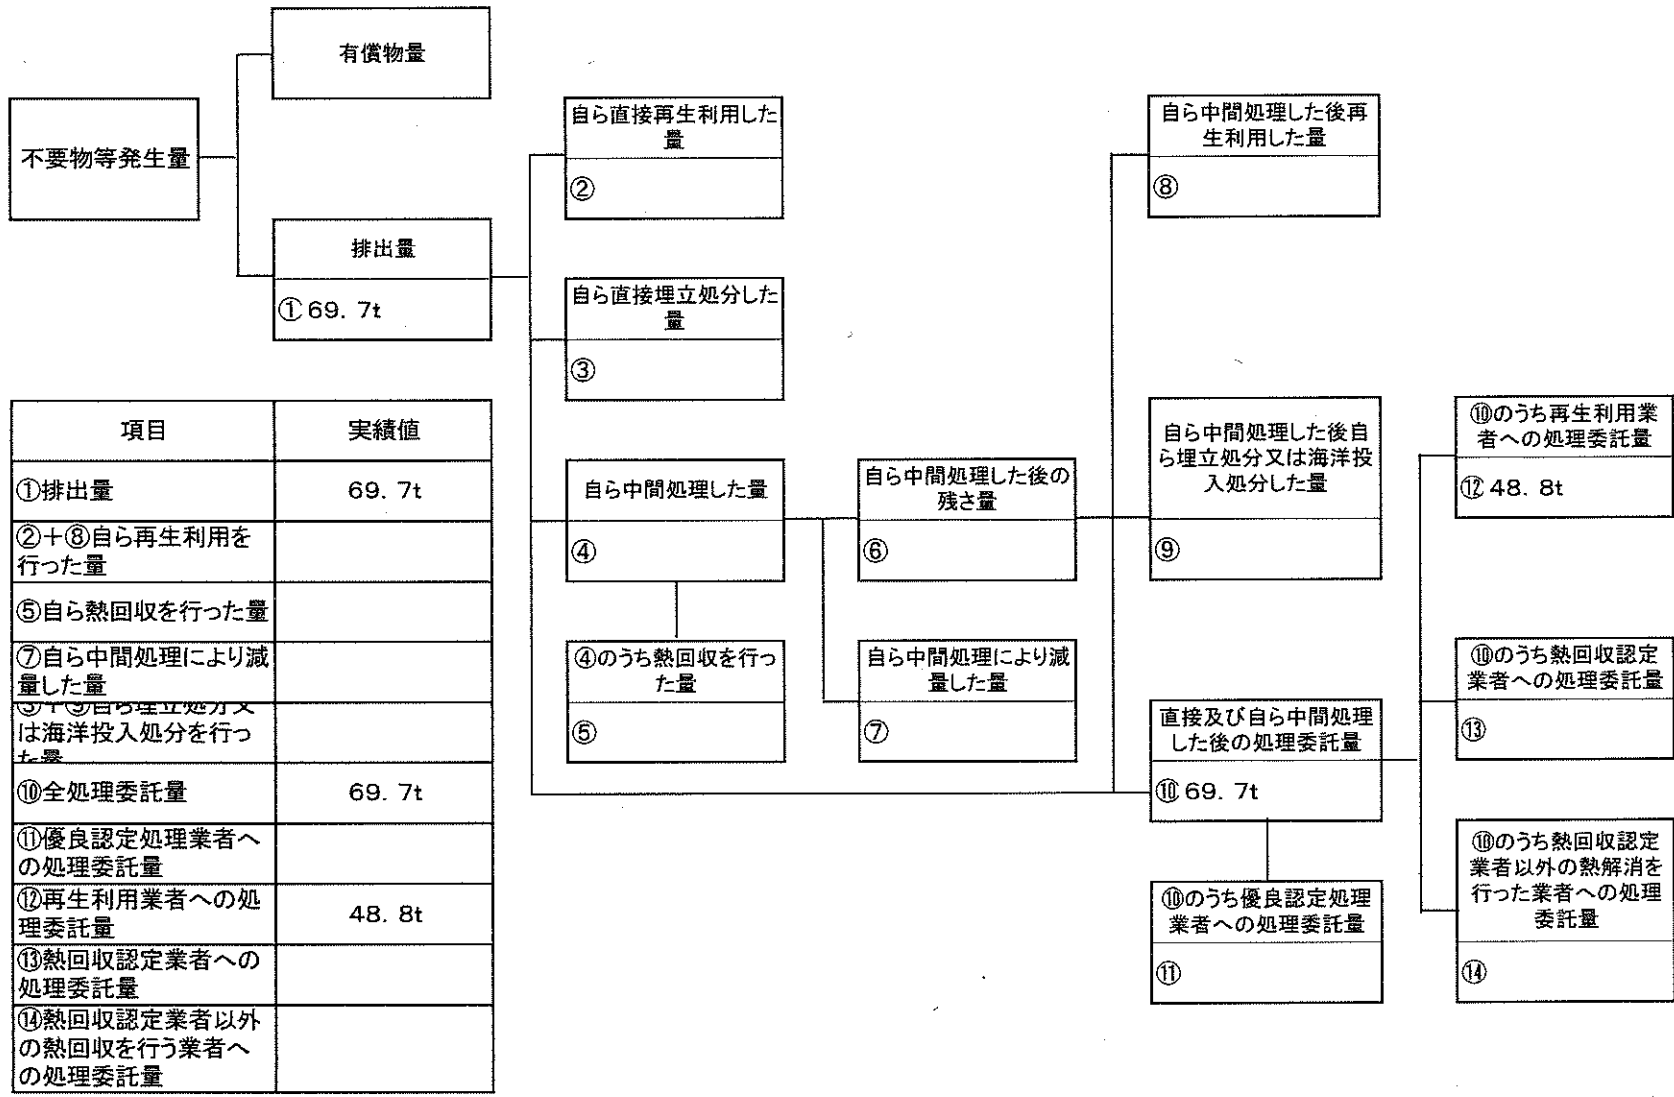 有償物量
不要物等発生量
排出量
① 69. 7t
自ら直接再生利用した
量
②
自ら直接埋立処分した
量
③
自ら中間処理した量
④
④のうち熱回収を行っ
た量
⑤
自ら中間処理した後の
残さ量
⑥
自ら中間処理により減
量した量
⑦
自ら中間処理した後再
生利用した量
⑧
自ら中間処理した後自
ら埋立処分又は海洋投
入処分した量
⑨
直接及び自ら中間処理
した後の処理委託量
⑩ 69. 7t
⑩のうち優良認定処理
業者への処理委託量
⑪
⑩のうち再生利用業
者への処理委託量
⑫ 48. 8t
⑩のうち熱回収認定
業者への処理委託量
⑬
⑩のうち熱回収認定
業者以外の熱解消を
行った業者への処理
委託量
⑭
項目 実績値
①排出量 69. 7t
②+⑧自ら再生利用を
行った量
⑤自ら熱回収を行った量
⑦自ら中間処理により減
量した量
③+⑨自ら埋立処分又
は海洋投入処分を行っ
た量
⑩全処理委託量 69. 7t
⑪優良認定処理業者へ
の処理委託量
⑫再生利用業者への処
理委託量 48. 8t
⑬熱回収認定業者への
処理委託量
⑭熱回収認定業者以外
の熱回収を行う業者へ
の処理委託量